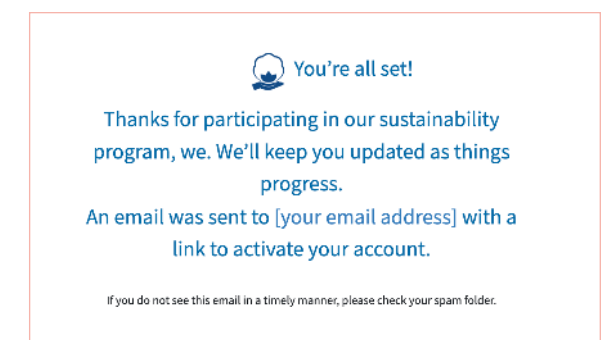 You’re all set!
Thanks for participating in our sustainability
program, we. We’ll keep you updated as things
progress.
An email was sent to [your email address] with a
link to activate your account.
If you do not see this email in a timely manner, please check your spam folder.